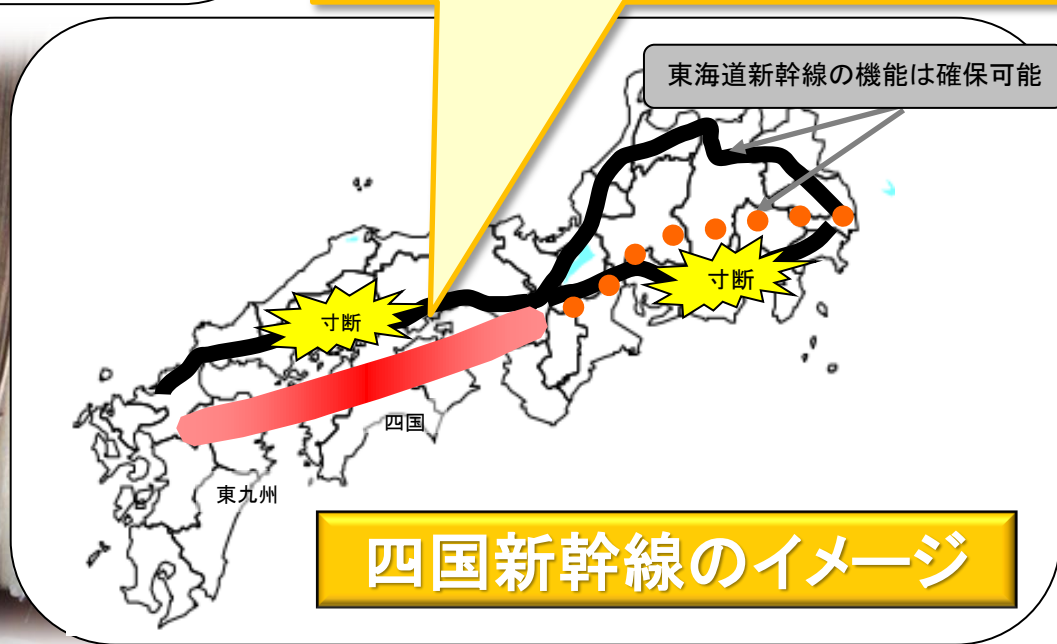 東海道新幹線の機能は確保可能
寸断
寸断
四国
東九州
四国新幹線のイメージ